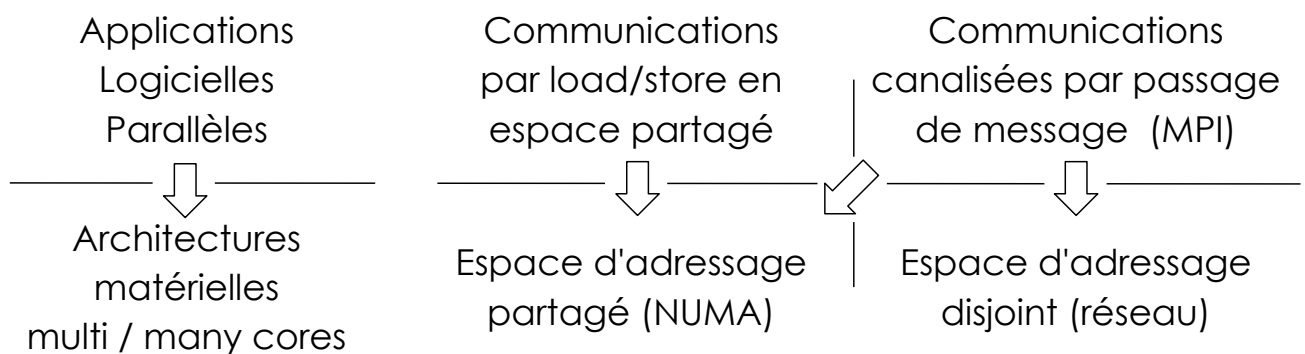 Applications
Logicielles
Parallèles
Communications
par load/store en
espace partagé
Communications
canalisées par passage
de message (MPI)
Architectures
matérielles
multi / many cores
Espace d'adressage
partagé (NUMA)
Espace d'adressage
disjoint (réseau)